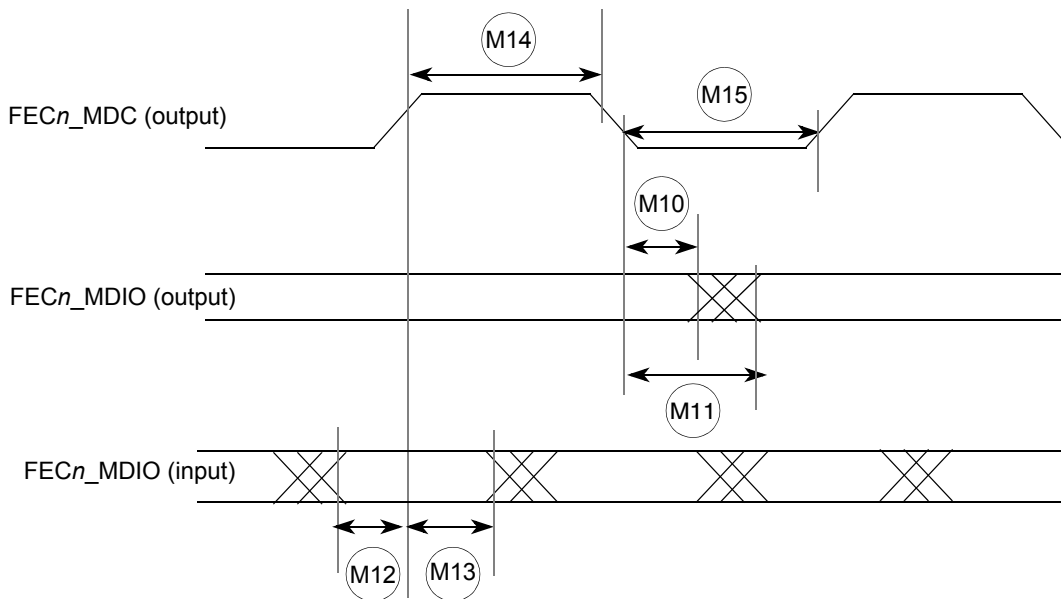 M14
FECn_MDC (output)
M15
M10
FECn_MDIO (output)
M11
FECn_MDIO (input)
M12
M13